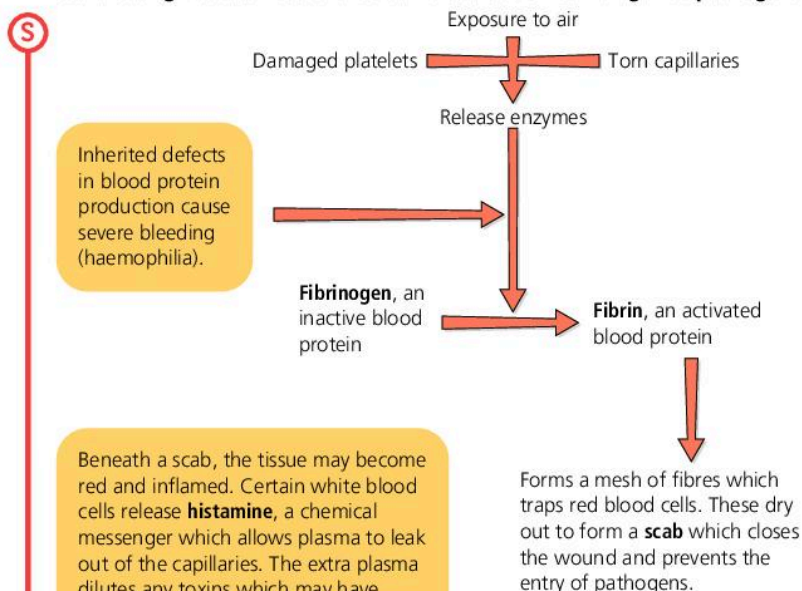 S
Exposure to air
Damaged platelets
Torn capillaries
Release enzymes
Inherited defects
in blood protein
production cause
severe bleeding
(haemophilia).
Fibrinogen, an
inactive blood
protein
Fibrin, an activated
blood protein
Beneath a scab, the tissue may become
red and inflamed. Certain white blood
cells release histamine, a chemical
messenger which allows plasma to leak
out of the capillaries. The extra plasma
dilutes any toxins which may have
Forms a mesh of fibres which
traps red blood cells. These dry
out to form a scab which closes
the wound and prevents the
entry of pathogens.